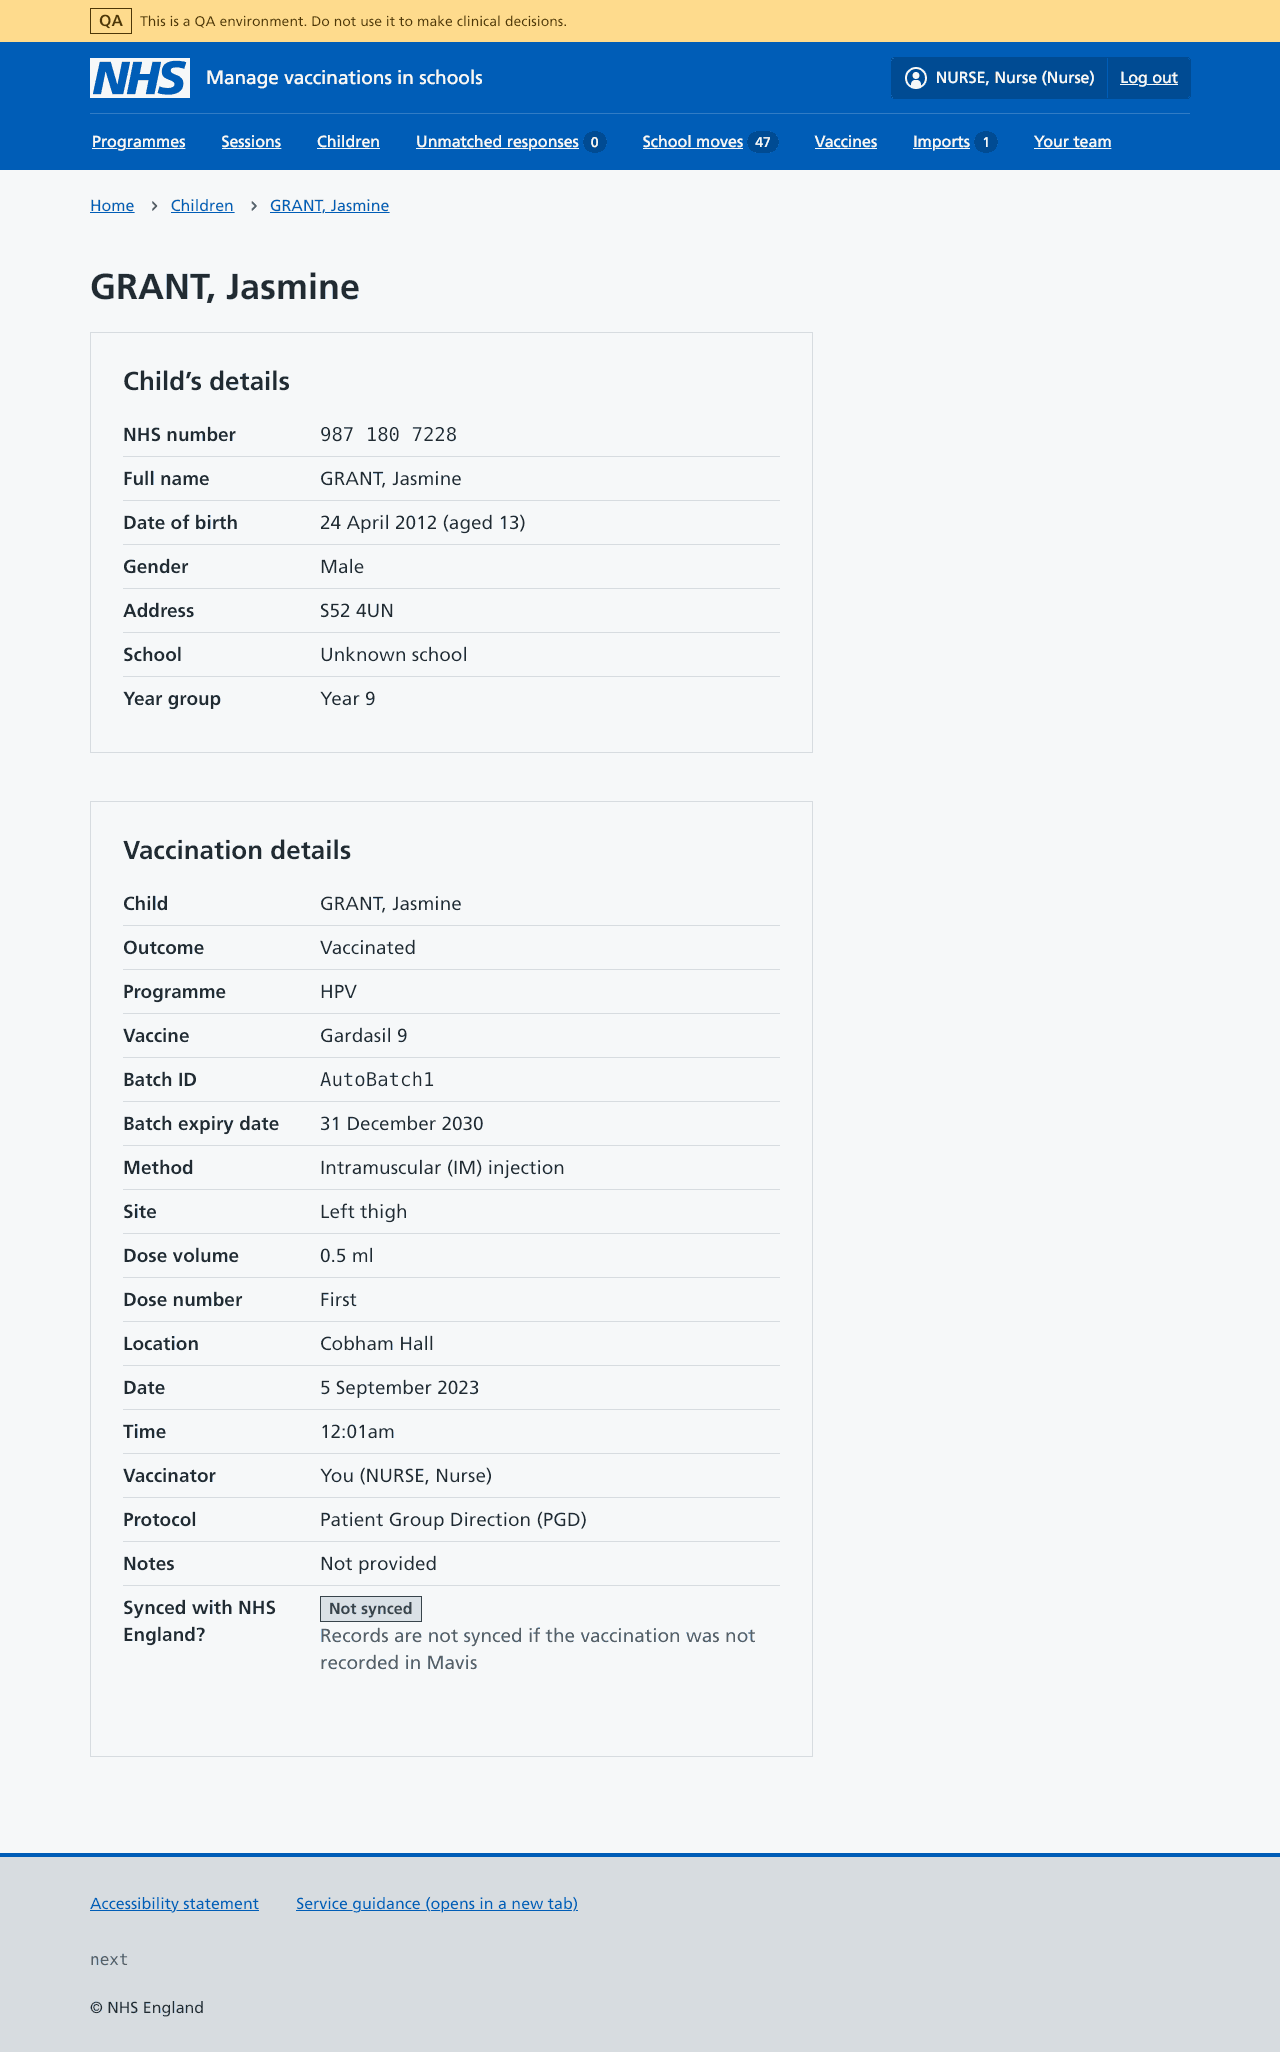 QA This is a QA environment. Do not use it to make clinical decisions.
NHS Manage vaccinations in schools NURSE, Nurse (Nurse) Log out
Programmes Sessions Children Unmatched responses 0 School moves 47 Vaccines Imports 1 Your team
Home Children GRANT, Jasmine
GRANT, Jasmine
Child’s details
NHS number 987 180 7228
Full name GRANT, Jasmine
Date of birth 24 April 2012 (aged 13)
Gender Male
Address S52 4UN
School Unknown school
Year group Year 9
Vaccination details
Child GRANT, Jasmine
Outcome Vaccinated
Programme HPV
Vaccine Gardasil 9
Batch ID AutoBatch1
Batch expiry date 31 December 2030
Method Intramuscular (IM) injection
Site Left thigh
Dose volume 0.5 ml
Dose number First
Location Cobham Hall
Date 5 September 2023
Time 12:01am
Vaccinator You (NURSE, Nurse)
Protocol Patient Group Direction (PGD)
Notes Not provided
Synced with NHS England? Not synced
Records are not synced if the vaccination was not
recorded in Mavis
Accessibility statement Service guidance (opens in a new tab)
next
© NHS England